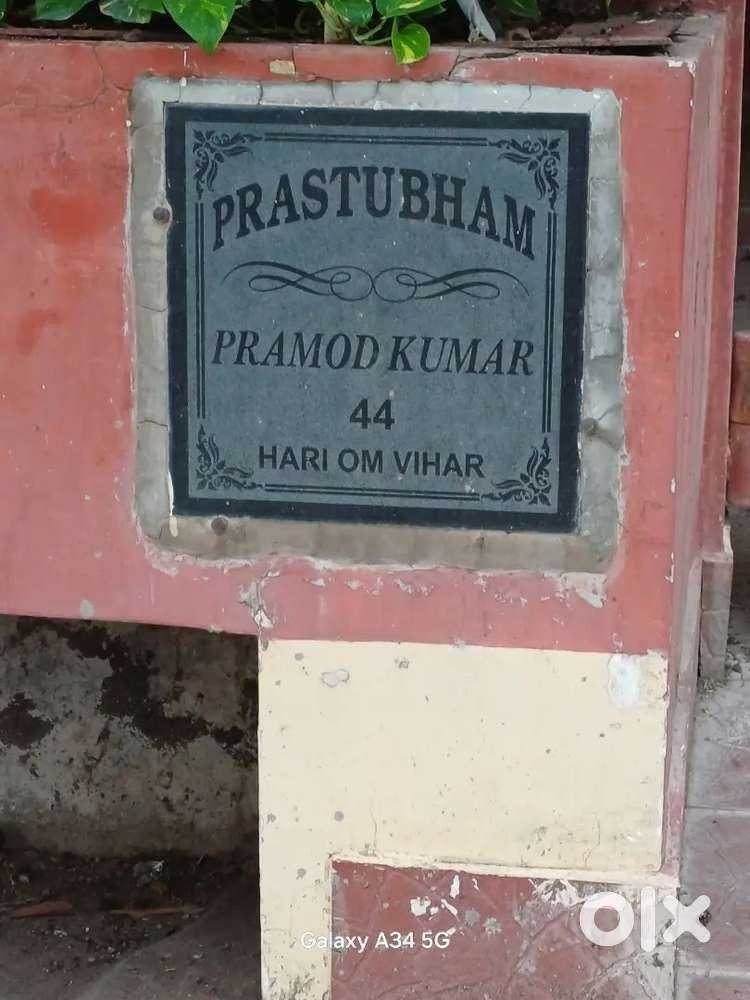 PRASTUBHAM
PRAMOD KUMAR
44
HARI OM VIHAR
Galaxy A34 5G
olx